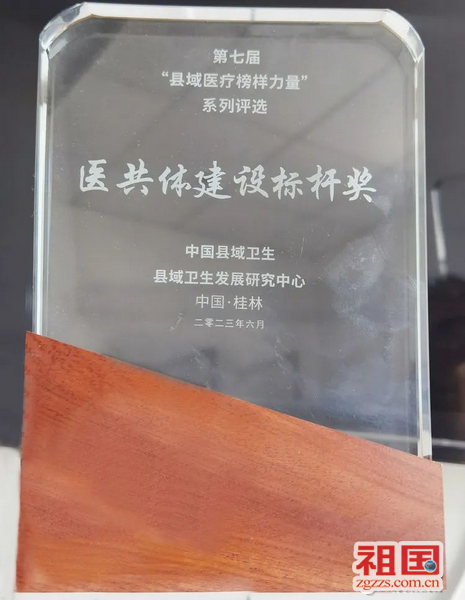 第七届
“县域医疗榜样力量”
系列评选
医共体建设标杆奖
中国县域卫生
县域卫生发展研究中心
中国·桂林
二零二三年六月
祖国
zgzzs.com.cn